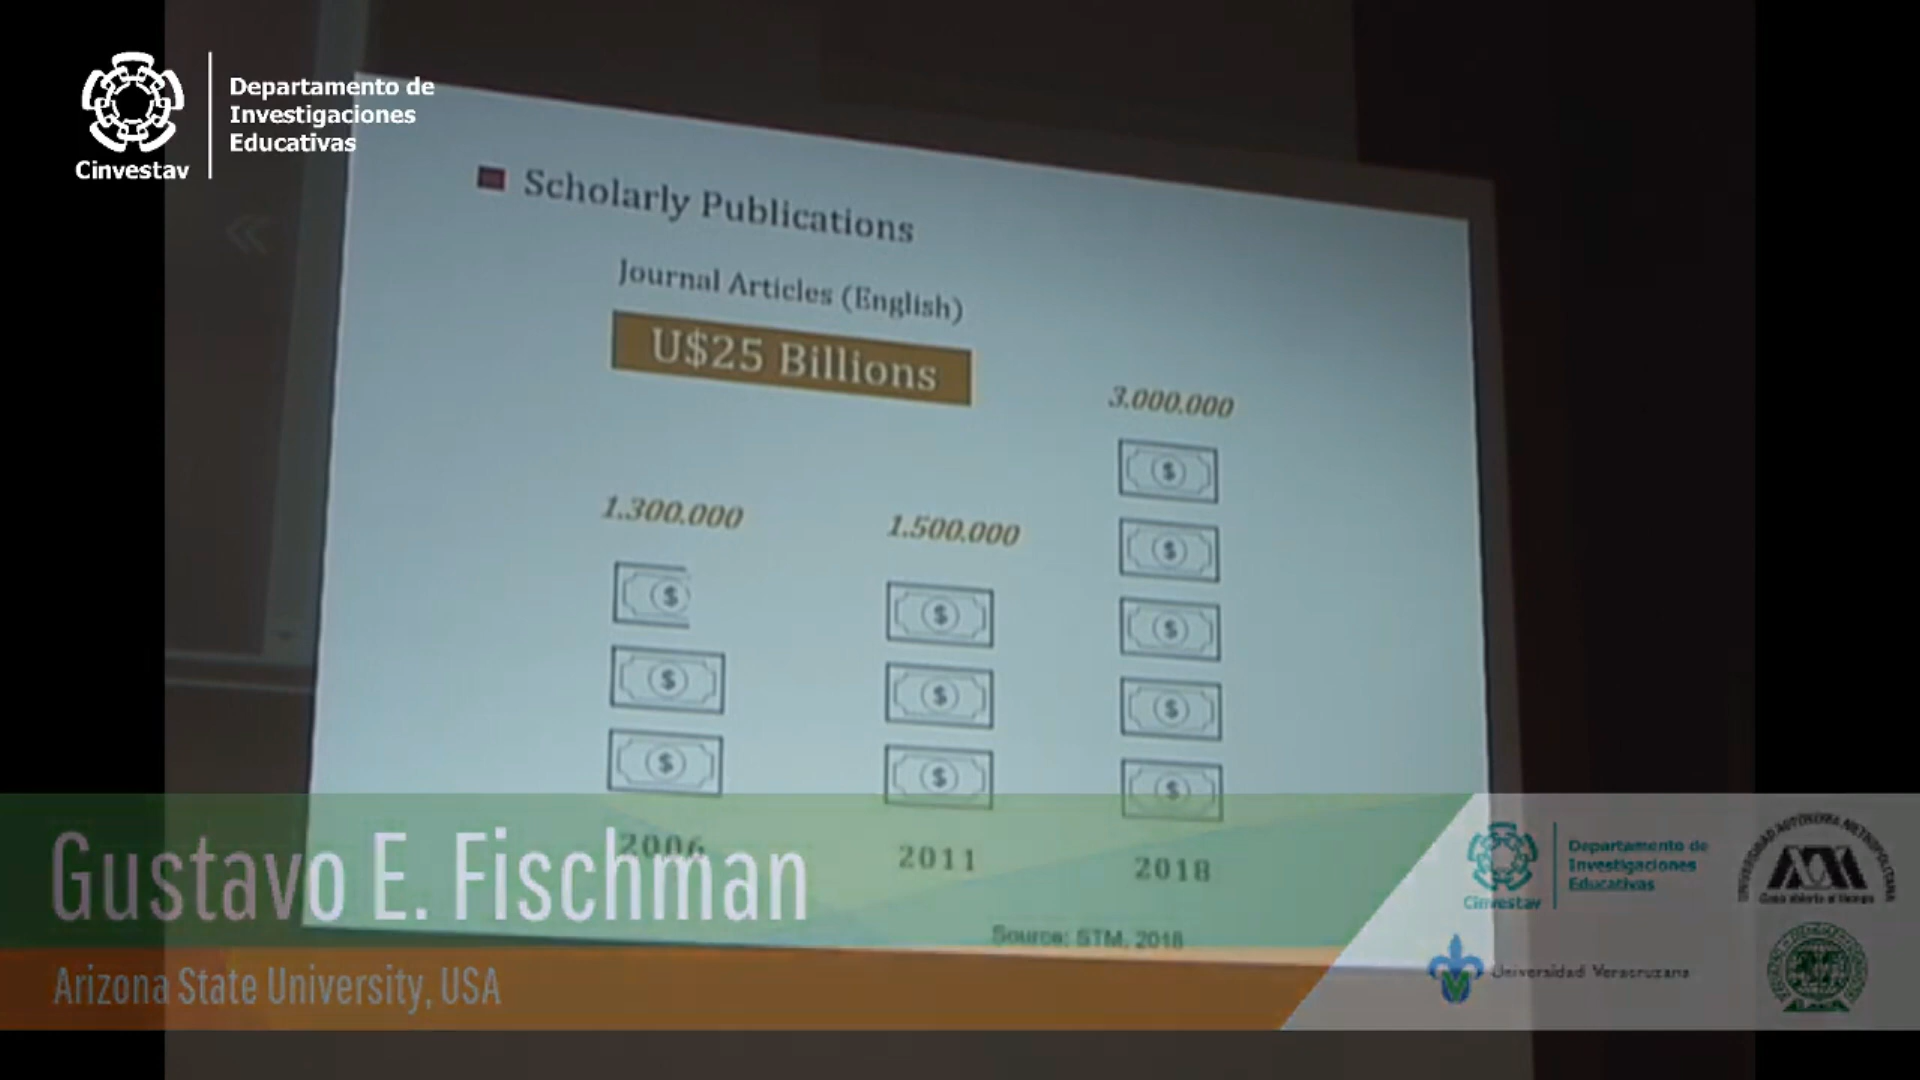 Cinvestav
Departamento de
Investigaciones
Educativas
Scholarly Publications
Journal Articles (English)
U$25 Billions
3.000.000
1.300.000
1.500.000
$
$
$
$
$
$
$
$
$
$
$
2006
2011
2018
Source: STM, 2018
Gustavo E. Fischman
Arizona State University, USA
Cinvestav
Departamento de
Investigaciones
Educativas
UNIVERSIDAD AUTONOMA METROPOLITANA
Casa abierta al tiempo
Universidad Veracruzana